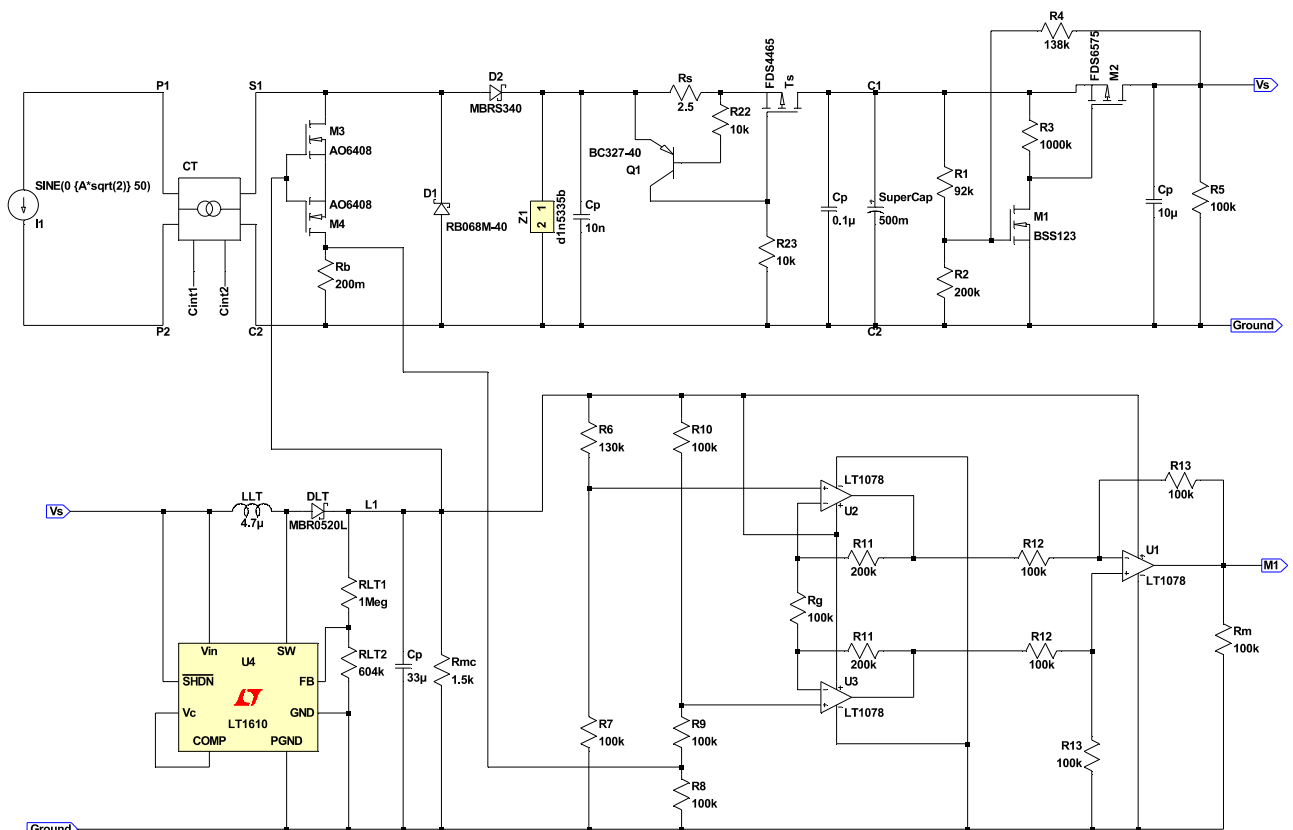 R4
138k
P1
S1
D2
MBRS340
Rs
2.5
FDS4465
Ts
C1
FDS6575
M2
Vs
R22
10k
M3
AO6408
CT
BC327-40
Q1
R3
1000k
R1
92k
SINE(0 {A*sqrt(2)} 50)
I1
AO6408
M4
D1
RB068M-40
Z1
2 1
d1n5335b
Cp
10n
Cp
0.1µ
SuperCap
500m
M1
BSS123
Cp
10µ
R5
100k
R23
10k
Rb
200m
R2
200k
Cint1
Cint2
P2
C2
C2
Ground
R6
130k
R10
100k
LT1078
U2
R13
100k
Vs
LLT
4.7µ
DLT
MBR0520L
L1
R11
200k
R12
100k
U1
LT1078
M1
RLT1
1Meg
Rg
100k
Rm
100k
Vin
SW
U4
SHDN
FB
RLT2
604k
Cp
33µ
Rmc
1.5k
R11
200k
R12
100k
U3
LT1078
Vc
GND
LT1610
COMP
PGND
R7
100k
R9
100k
R13
100k
R8
100k
Ground